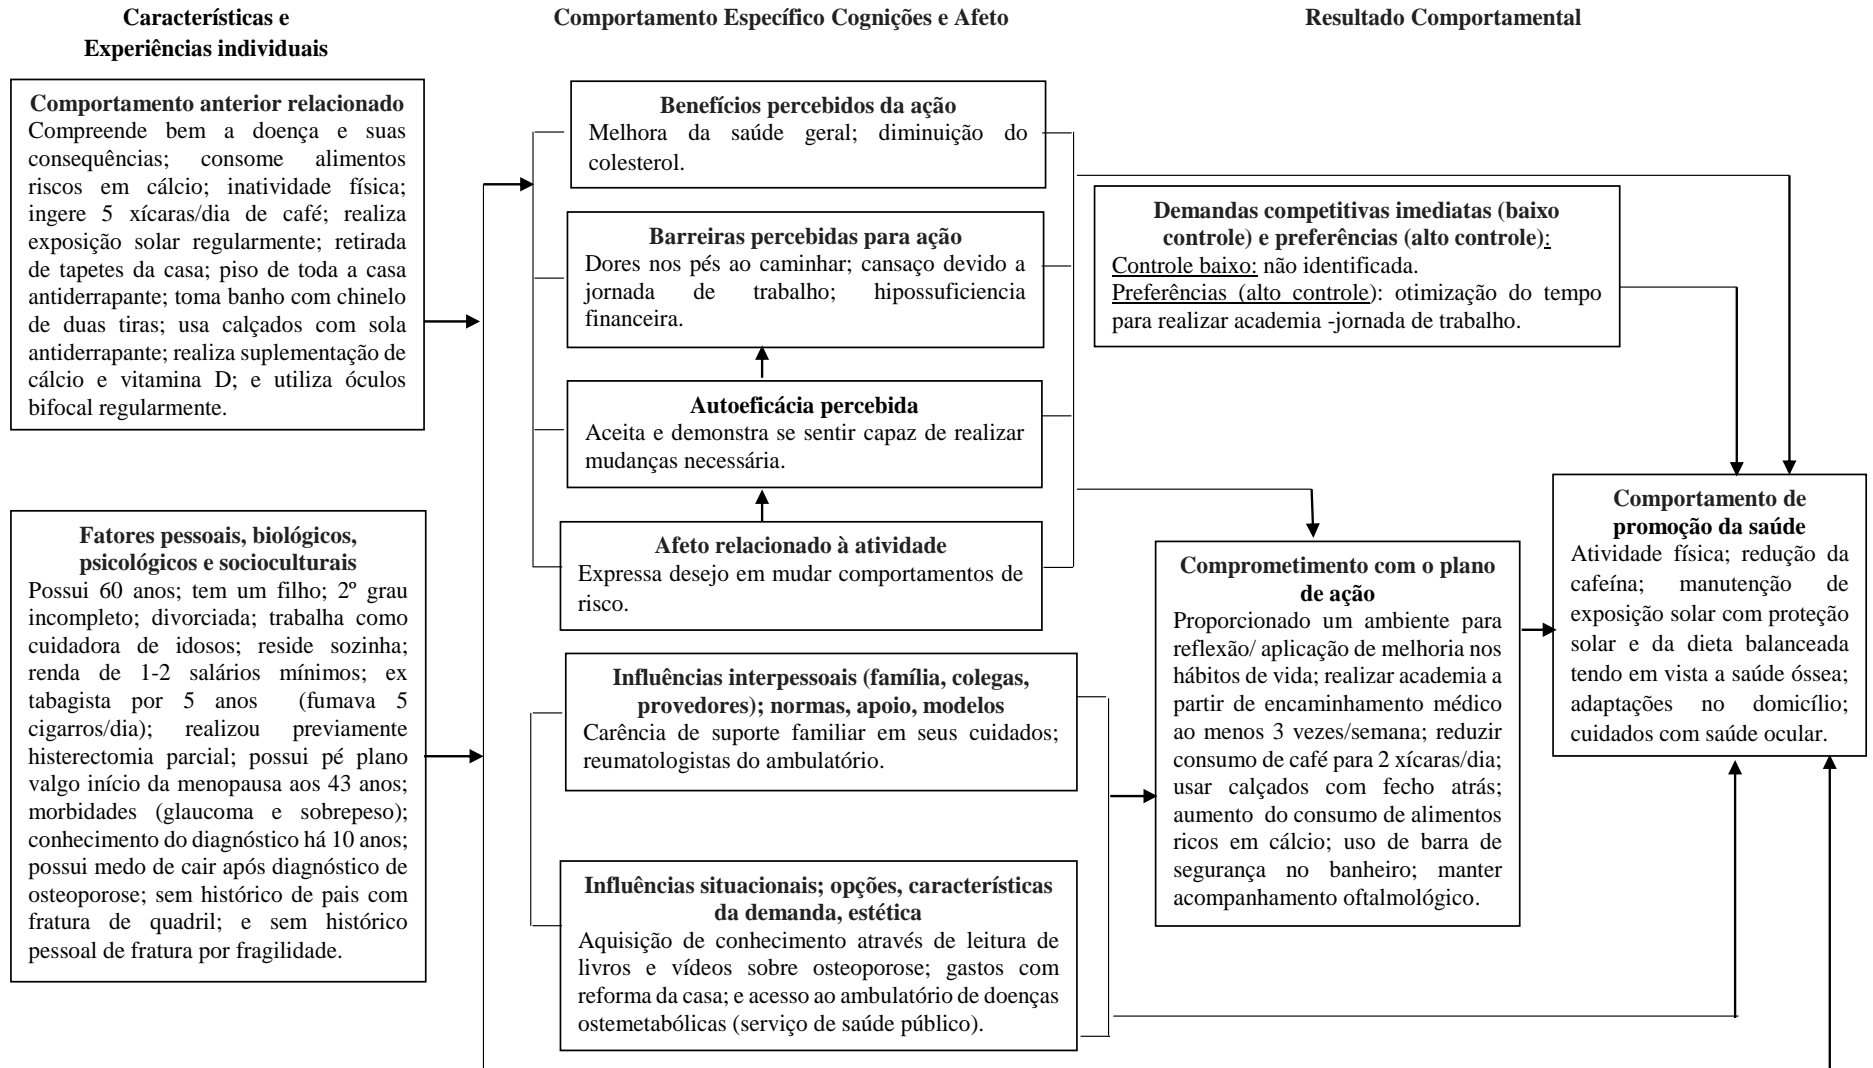 Características e
Experiências individuais
Comportamento anterior relacionado
Compreende bem a doença e suas
consequências; consome alimentos
riscos em cálcio; inatividade física;
ingere 5 xícaras/dia de café; realiza
exposição solar regularmente; retirada
de tapetes da casa; piso de toda a casa
antiderrapante; toma banho com chinelo
de duas tiras; usa calçados com sola
antiderrapante; realiza suplementação de
cálcio e vitamina D; e utiliza óculos
bifocal regularmente.
Fatores pessoais, biológicos,
psicológicos e socioculturais
Possui 60 anos; tem um filho; 2º grau
incompleto; divorciada; trabalha como
cuidadora de idosos; reside sozinha;
renda de 1-2 salários mínimos; ex
tabagista por 5 anos (fumava 5
cigarros/dia); realizou previamente
histerectomia parcial; possui pé plano
valgo início da menopausa aos 43 anos;
morbidades (glaucoma e sobrepeso);
conhecimento do diagnóstico há 10 anos;
possui medo de cair após diagnóstico de
osteoporose; sem histórico de pais com
fratura de quadril; e sem histórico
pessoal de fratura por fragilidade.
Comportamento Específico Cognições e Afeto
Benefícios percebidos da ação
Melhora da saúde geral; diminuição do
colesterol.
Barreiras percebidas para ação
Dores nos pés ao caminhar; cansaço devido a
jornada de trabalho; hipossuficiencia
financeira.
Autoeficácia percebida
Aceita e demonstra se sentir capaz de realizar
mudanças necessária.
Afeto relacionado à atividade
Expressa desejo em mudar comportamentos de
risco.
Influências interpessoais (família, colegas,
provedores); normas, apoio, modelos
Carência de suporte familiar em seus cuidados;
reumatologistas do ambulatório.
Influências situacionais; opções, características
da demanda, estética
Aquisição de conhecimento através de leitura de
livros e vídeos sobre osteoporose; gastos com
reforma da casa; e acesso ao ambulatório de doenças
ostemetabólicas (serviço de saúde público).
Resultado Comportamental
Demandas competitivas imediatas (baixo
controle) e preferências (alto controle):
Controle baixo: não identificada.
Preferências (alto controle): otimização do tempo
para realizar academia -jornada de trabalho.
Comprometimento com o plano
de ação
Proporcionado um ambiente para
reflexão/ aplicação de melhoria nos
hábitos de vida; realizar academia a
partir de encaminhamento médico
ao menos 3 vezes/semana; reduzir
consumo de café para 2 xícaras/dia;
usar calçados com fecho atrás;
aumento do consumo de alimentos
ricos em cálcio; uso de barra de
segurança no banheiro; manter
acompanhamento oftalmológico.
Comportamento de
promoção da saúde
Atividade física; redução da
cafeína; manutenção de
exposição solar com proteção
solar e da dieta balanceada
tendo em vista a saúde óssea;
adaptações no domicílio;
cuidados com saúde ocular.